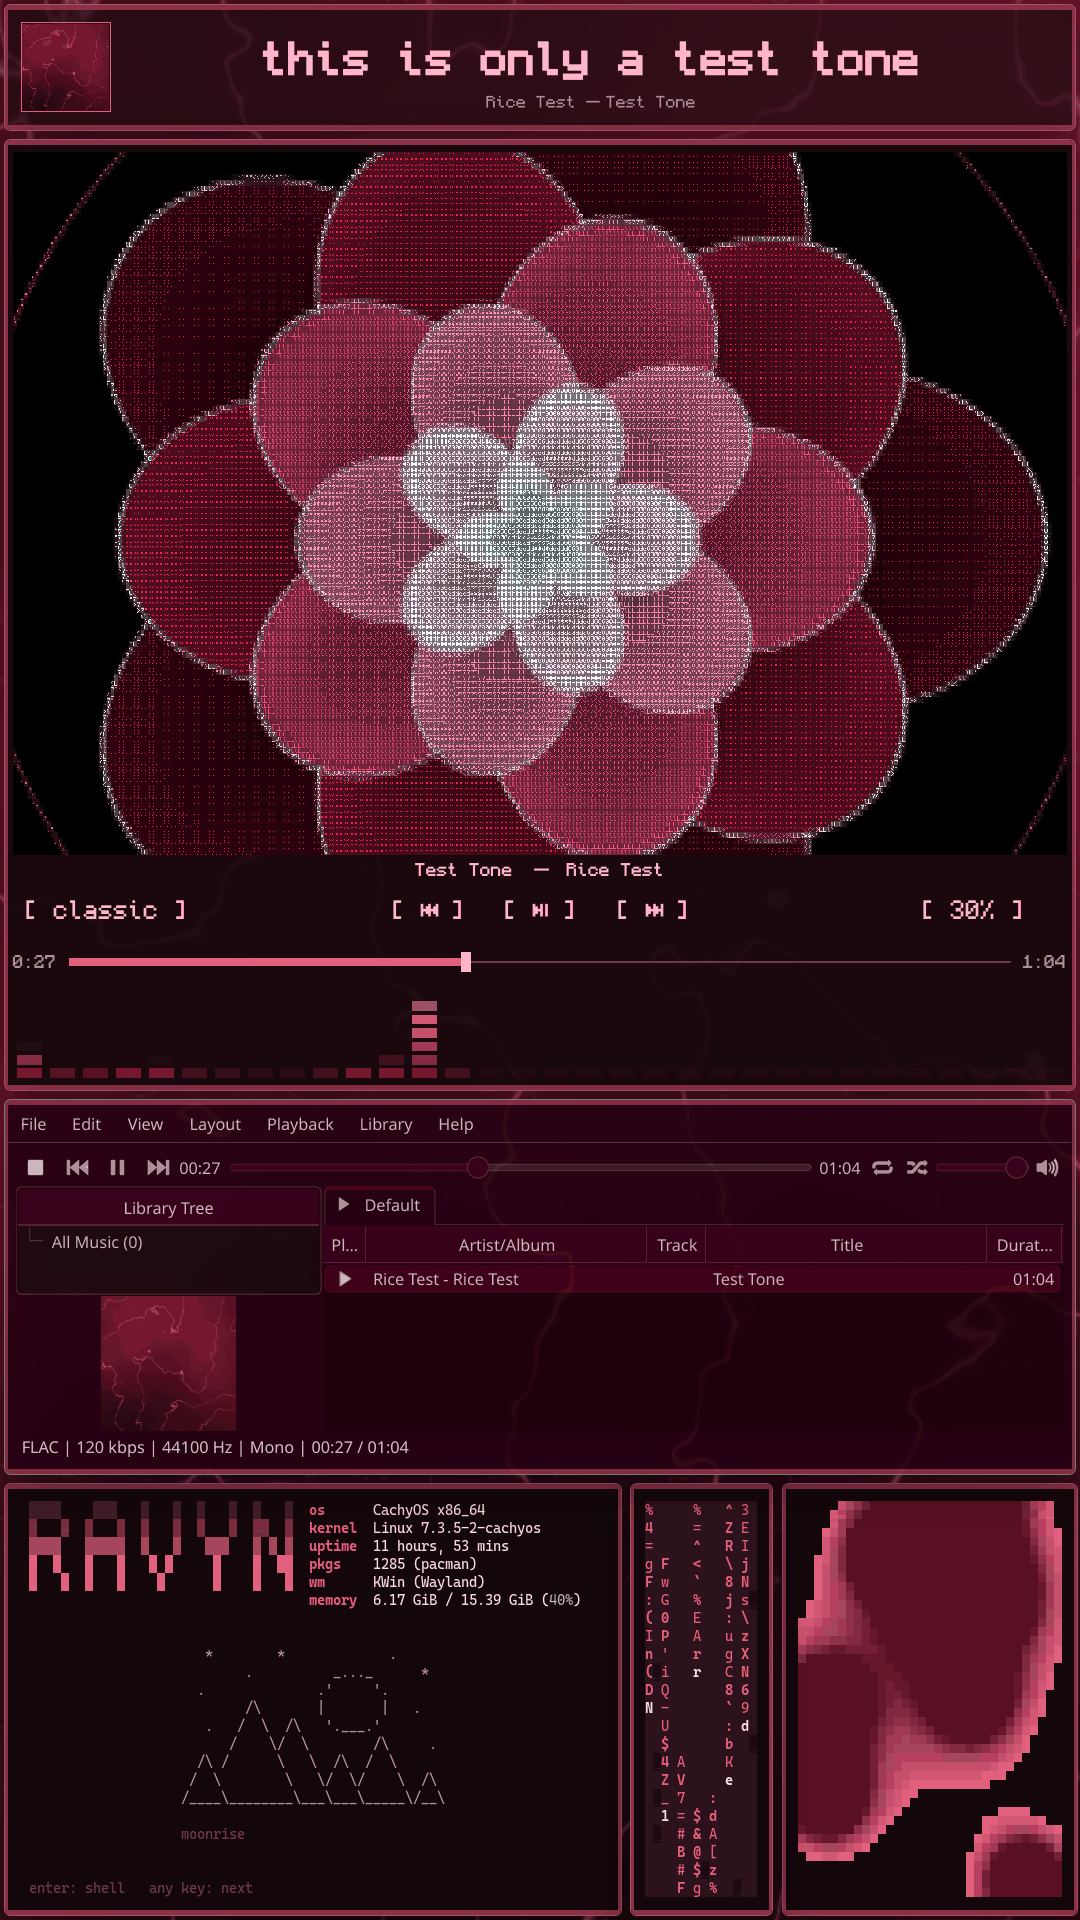 this is only a test tone
Rice Test — Test Tone
Test Tone — Rice Test
[ classic ] [ ⏮ ] [ ⏯ ] [ ⏭ ] [ 30% ]
0:27 1:04
File Edit View Layout Playback Library Help
00:27 01:04
Library Tree
All Music (0)
Default
Pl... Artist/Album Track Title Durat...
Rice Test - Rice Test Test Tone 01:04
FLAC | 120 kbps | 44100 Hz | Mono | 00:27 / 01:04
RAVYN
os CachyOS x86_64
kernel Linux 7.3.5-2-cachyos
uptime 11 hours, 53 mins
pkgs 1285 (pacman)
wm KWin (Wayland)
memory 6.17 GiB / 15.39 GiB (40%)
moonrise
enter: shell any key: next